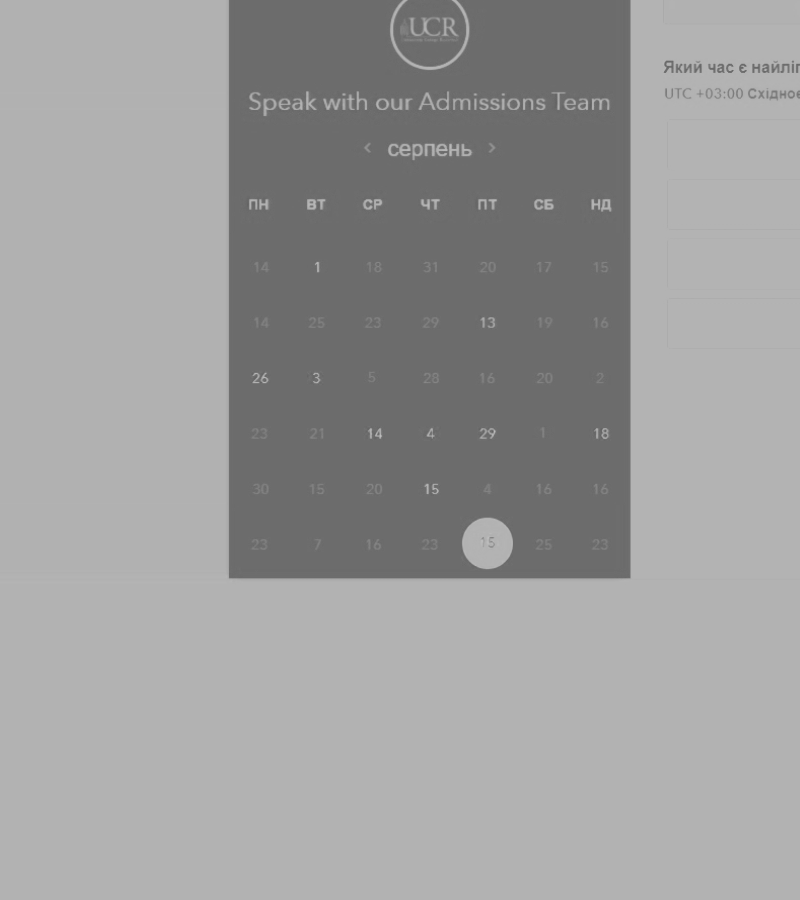 UCR
Speak with our Admissions Team
‹ серпень ›
ПН ВТ СР ЧТ ПТ СБ НД
14 1 18 31 20 17 15
14 25 23 29 13 19 16
26 3 5 28 16 20 2
23 21 14 4 29 1 18
30 15 20 15 4 16 16
23 7 16 23 15 25 23
Який час є найліп
UTC +03:00 Східноє